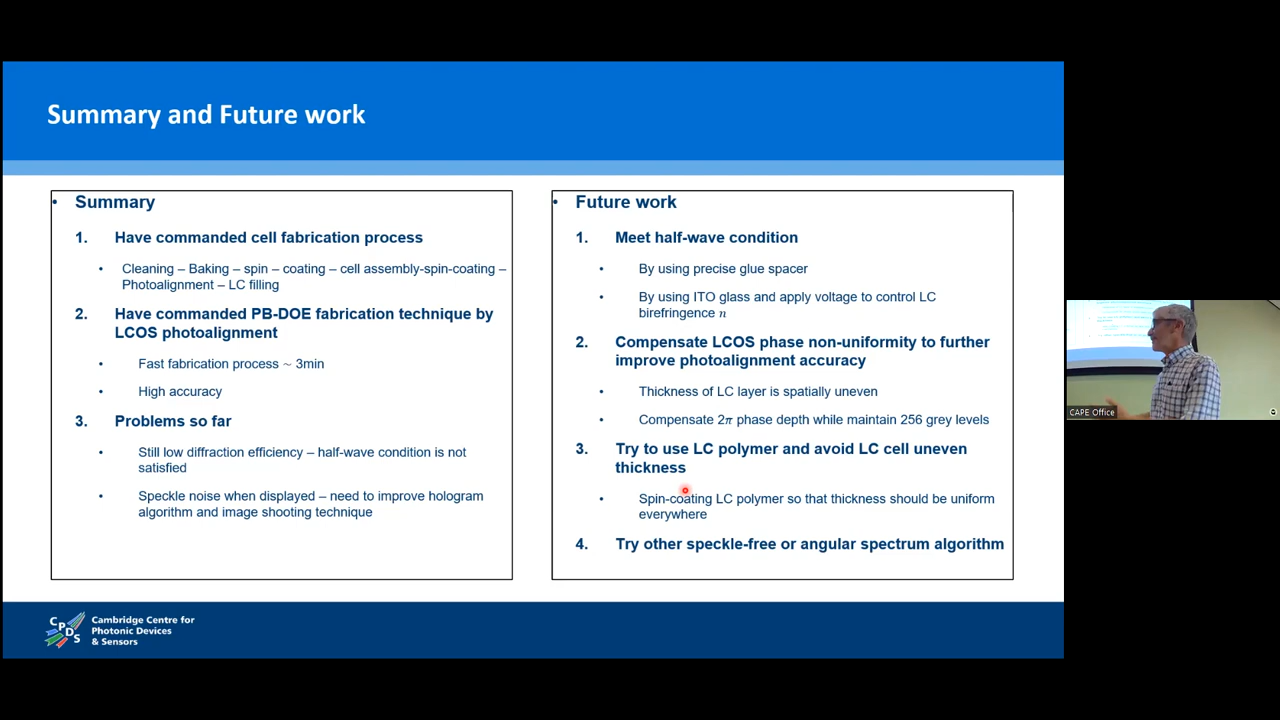 Summary and Future work
• Summary
1. Have commanded cell fabrication process
• Cleaning – Baking – spin – coating – cell assembly-spin-coating –
Photoalignment – LC filling
2. Have commanded PB-DOE fabrication technique by
LCOS photoalignment
• Fast fabrication process ~ 3min
• High accuracy
3. Problems so far
• Still low diffraction efficiency – half-wave condition is not
satisfied
• Speckle noise when displayed – need to improve hologram
algorithm and image shooting technique
• Future work
1. Meet half-wave condition
• By using precise glue spacer
• By using ITO glass and apply voltage to control LC
birefringence n
2. Compensate LCOS phase non-uniformity to further
improve photoalignment accuracy
• Thickness of LC layer is spatially uneven
• Compensate 2π phase depth while maintain 256 grey levels
3. Try to use LC polymer and avoid LC cell uneven
thickness
• Spin-coating LC polymer so that thickness should be uniform
everywhere
4. Try other speckle-free or angular spectrum algorithm
CPDS
Cambridge Centre for
Photonic Devices
& Sensors
CAPE Office